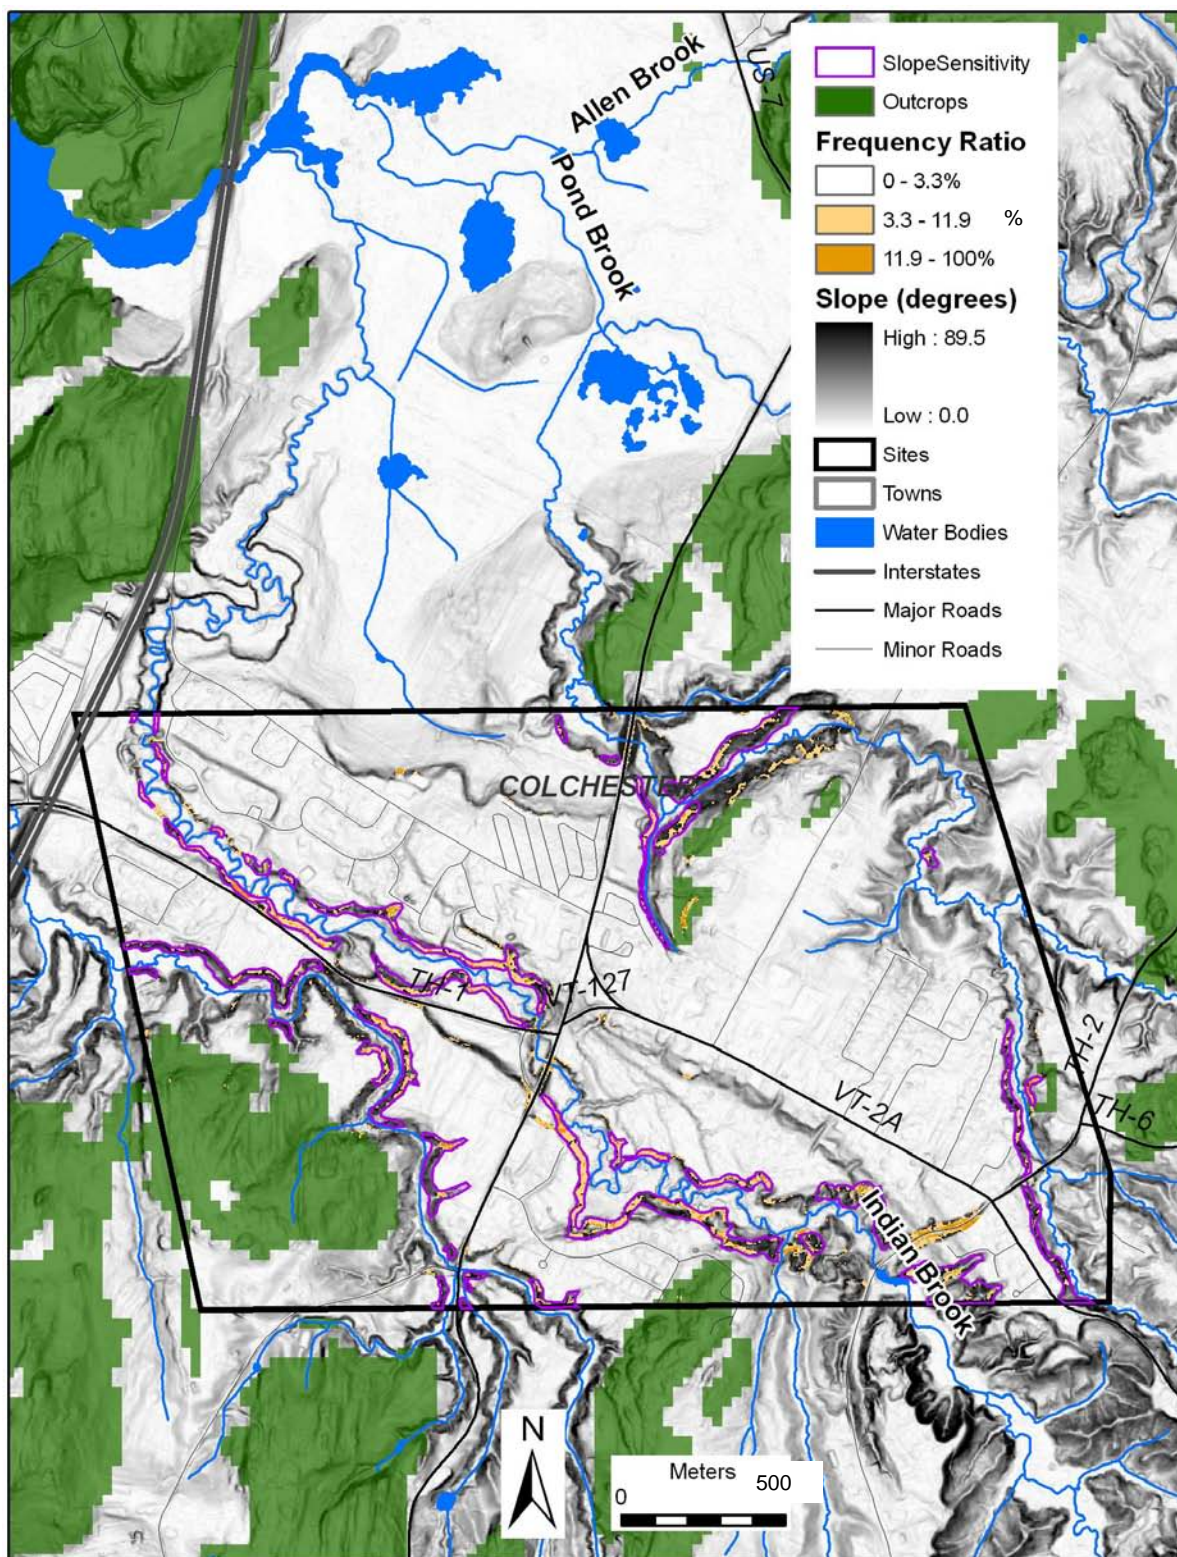 Allen Brook
US-7
Pond Brook
SlopeSensitivity
Outcrops
Frequency Ratio
0 - 3.3%
3.3 - 11.9 %
11.9 - 100%
Slope (degrees)
High : 89.5
Low : 0.0
Sites
Towns
Water Bodies
Interstates
Major Roads
Minor Roads
COLCHESTER
TH-1
VT-127
VT-2A
TH-2
TH-6
Indian Brook
N
Meters
0 500